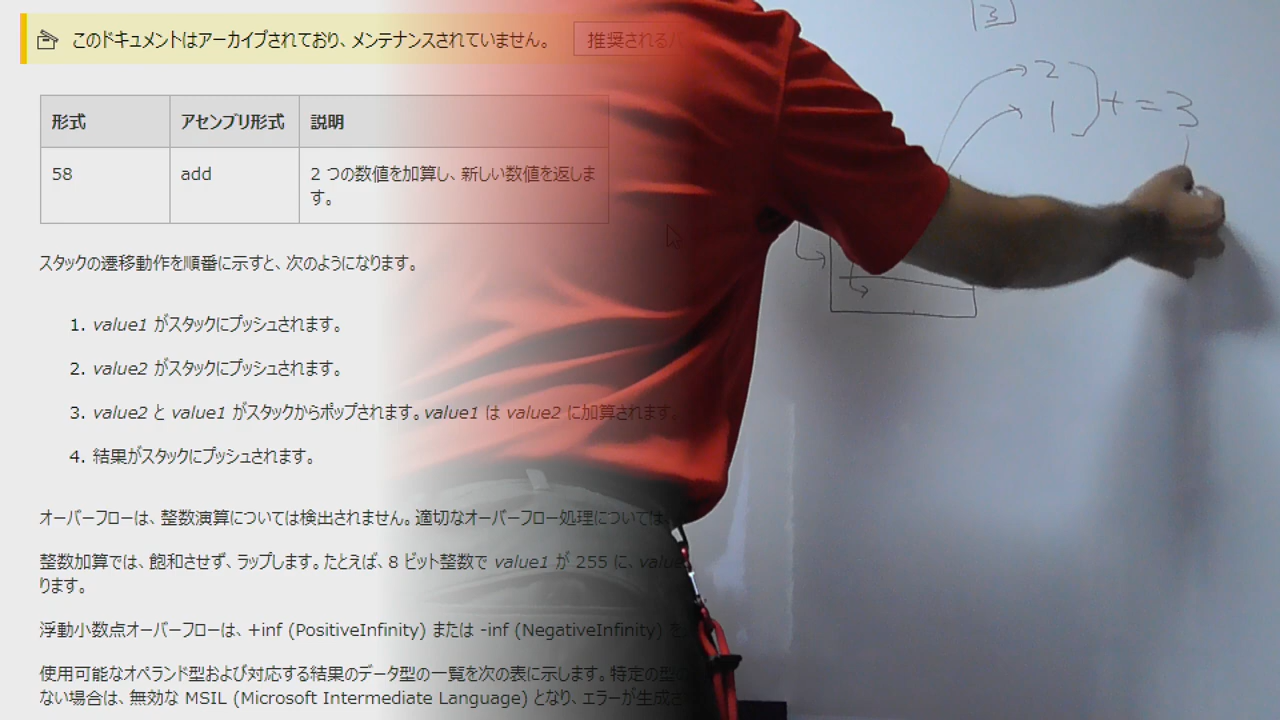 このドキュメントはアーカイブされており、メンテナンスされていません。 推奨されるバ
形式 アセンブリ形式 説明
58 add 2 つの数値を加算し、新しい数値を返しま
す。
スタックの遷移動作を順番に示すと、次のようになります。
1. value1 がスタックにプッシュされます。
2. value2 がスタックにプッシュされます。
3. value2 と value1 がスタックからポップされます。value1 は value2 に加算されます。
4. 結果がスタックにプッシュされます。
オーバーフローは、整数演算については検出されません。適切なオーバーフロー処理については、
整数加算では、飽和させず、ラップします。たとえば、8 ビット整数で value1 が 255 に、value
ります。
浮動小数点オーバーフローは、+inf (PositiveInfinity) または -inf (NegativeInfinity) を
使用可能なオペランド型および対応する結果のデータ型の一覧を次の表に示します。特定の型の
ない場合は、無効な MSIL (Microsoft Intermediate Language) となり、エラーが生成さ
3
2
1
+ = 3